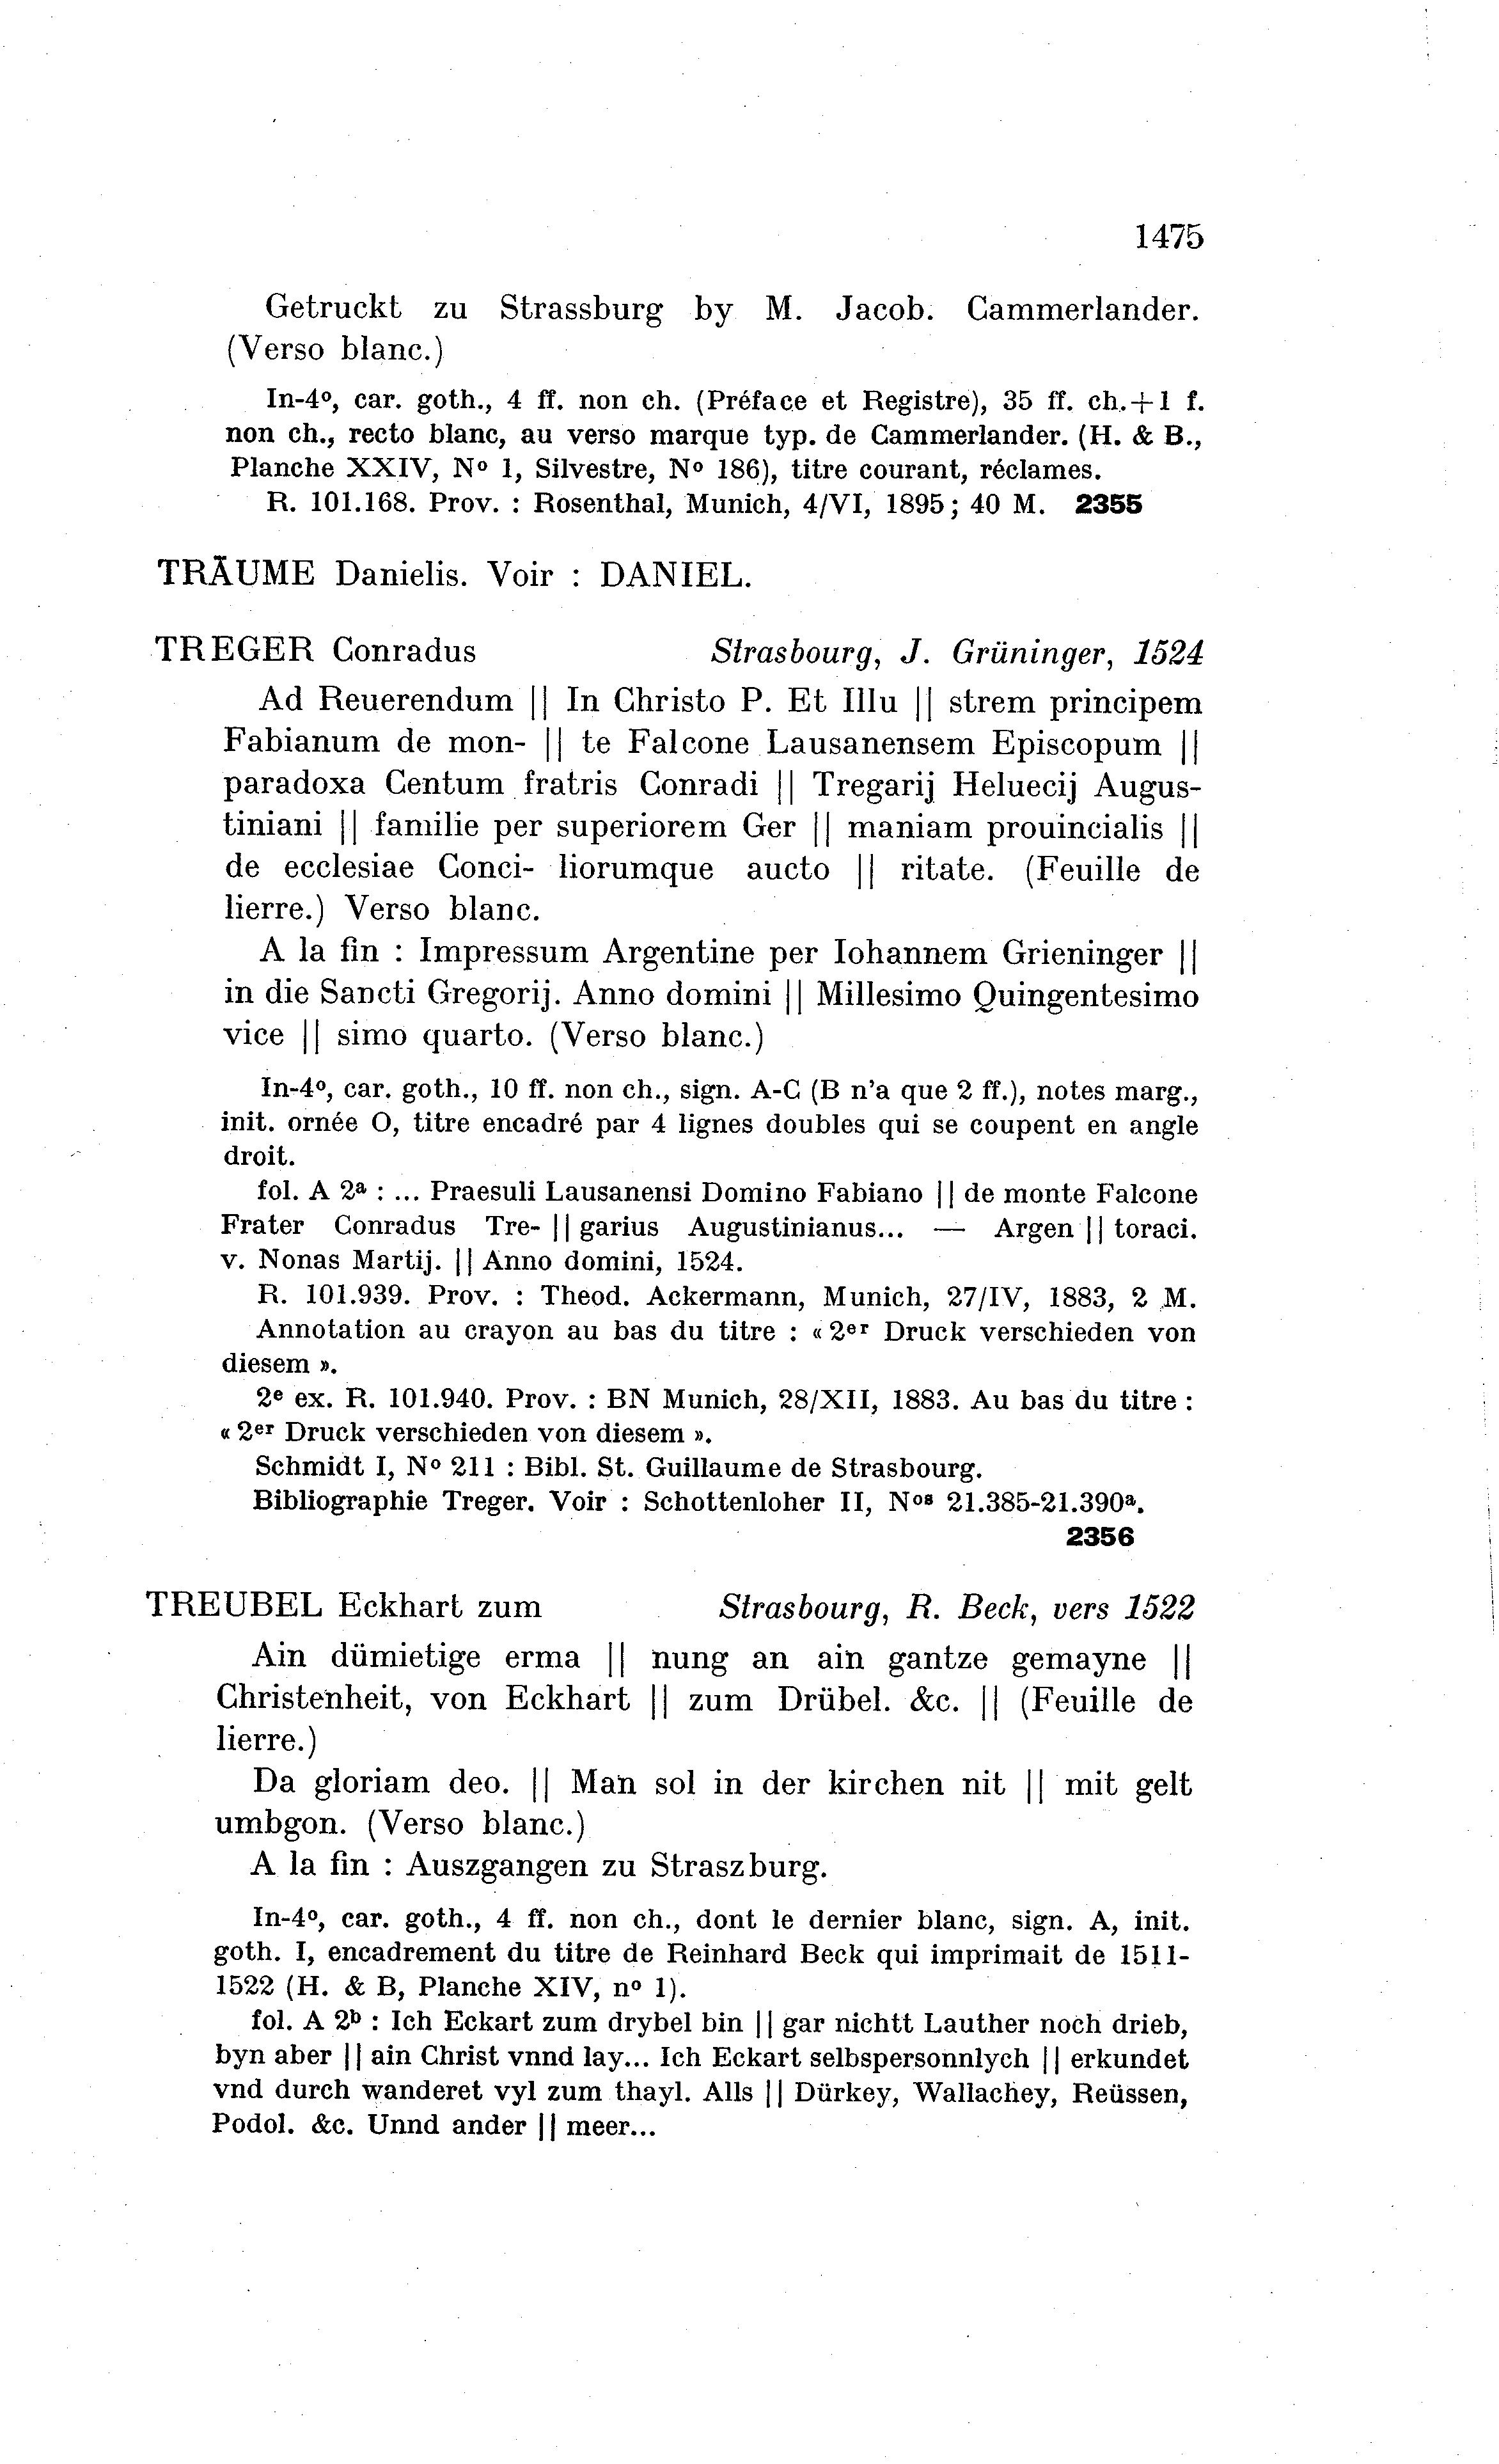 1475
Getruckt zu Strassburg by M. Jacob. Cammerlander.
(Verso blanc.)
In-4º, car. goth., 4 ff. non ch. (Préface et Registre), 35 ff. ch.+1 f.
non ch., recto blanc, au verso marque typ. de Cammerlander. (H. & B.,
Planche XXIV, Nº 1, Silvestre, Nº 186), titre courant, réclames.
R. 101.168. Prov. : Rosenthal, Munich, 4/VI, 1895; 40 M. 2355
TRÄUME Danielis. Voir : DANIEL.
TREGER Conradus Strasbourg, J. Grüninger, 1524
Ad Reuerendum || In Christo P. Et Illu || strem principem
Fabianum de mon- || te Falcone Lausanensem Episcopum ||
paradoxa Centum fratris Conradi || Tregarij Heluecij Augus-
tiniani || familie per superiorem Ger || maniam prouincialis ||
de ecclesiae Conci- liorumque aucto || ritate. (Feuille de
lierre.) Verso blanc.
A la fin : Impressum Argentine per Iohannem Grieninger ||
in die Sancti Gregorij. Anno domini || Millesimo Quingentesimo
vice || simo quarto. (Verso blanc.)
In-4º, car. goth., 10 ff. non ch., sign. A-C (B n'a que 2 ff.), notes marg.,
init. ornée O, titre encadré par 4 lignes doubles qui se coupent en angle
droit.
fol. A 2ª : ... Praesuli Lausanensi Domino Fabiano || de monte Falcone
Frater Conradus Tre- || garius Augustinianus... — Argen || toraci.
v. Nonas Martij. || Anno domini, 1524.
R. 101.939. Prov. : Theod. Ackermann, Munich, 27/IV, 1883, 2 M.
Annotation au crayon au bas du titre : « 2er Druck verschieden von
diesem ».
2e ex. R. 101.940. Prov. : BN Munich, 28/XII, 1883. Au bas du titre :
« 2er Druck verschieden von diesem ».
Schmidt I, Nº 211 : Bibl. St. Guillaume de Strasbourg.
Bibliographie Treger. Voir : Schottenloher II, Nos 21.385-21.390ª.
2356
TREUBEL Eckhart zum Strasbourg, R. Beck, vers 1522
Ain dümietige erma || nung an ain gantze gemayne ||
Christenheit, von Eckhart || zum Drübel. &c. || (Feuille de
lierre.)
Da gloriam deo. || Man sol in der kirchen nit || mit gelt
umbgon. (Verso blanc.)
A la fin : Auszgangen zu Straszburg.
In-4º, car. goth., 4 ff. non ch., dont le dernier blanc, sign. A, init.
goth. I, encadrement du titre de Reinhard Beck qui imprimait de 1511-
1522 (H. & B, Planche XIV, nº 1).
fol. A 2b : Ich Eckart zum drybel bin || gar nichtt Lauther noch drieb,
byn aber || ain Christ vnnd lay... Ich Eckart selbspersonnlych || erkundet
vnd durch wanderet vyl zum thayl. Alls || Dürkey, Wallachey, Reüssen,
Podol. &c. Unnd ander || meer...